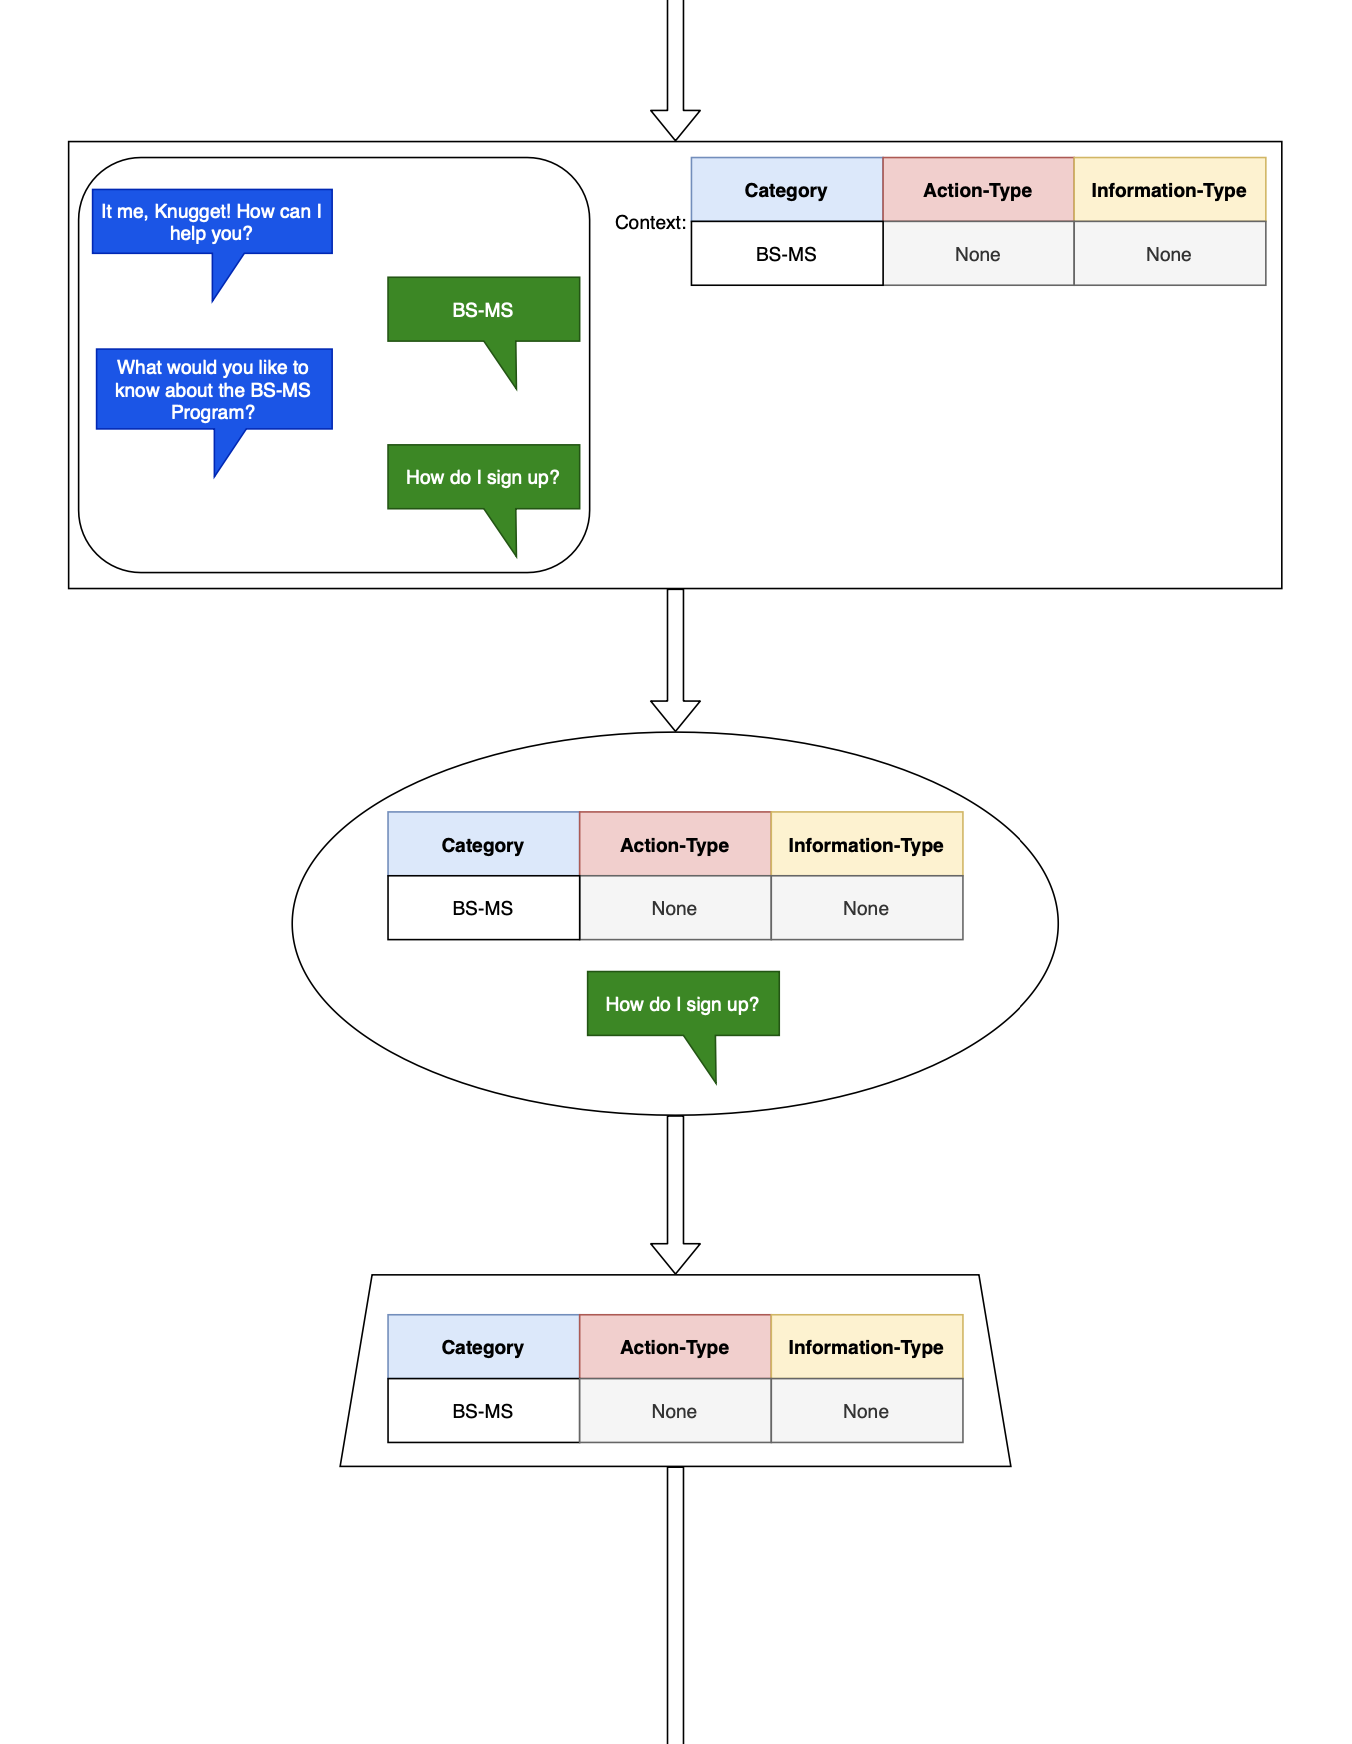 It me, Knugget! How can I
help you?
BS-MS
What would you like to
know about the BS-MS
Program?
How do I sign up?
Context:
Category Action-Type Information-Type
BS-MS None None
Category Action-Type Information-Type
BS-MS None None
How do I sign up?
Category Action-Type Information-Type
BS-MS None None